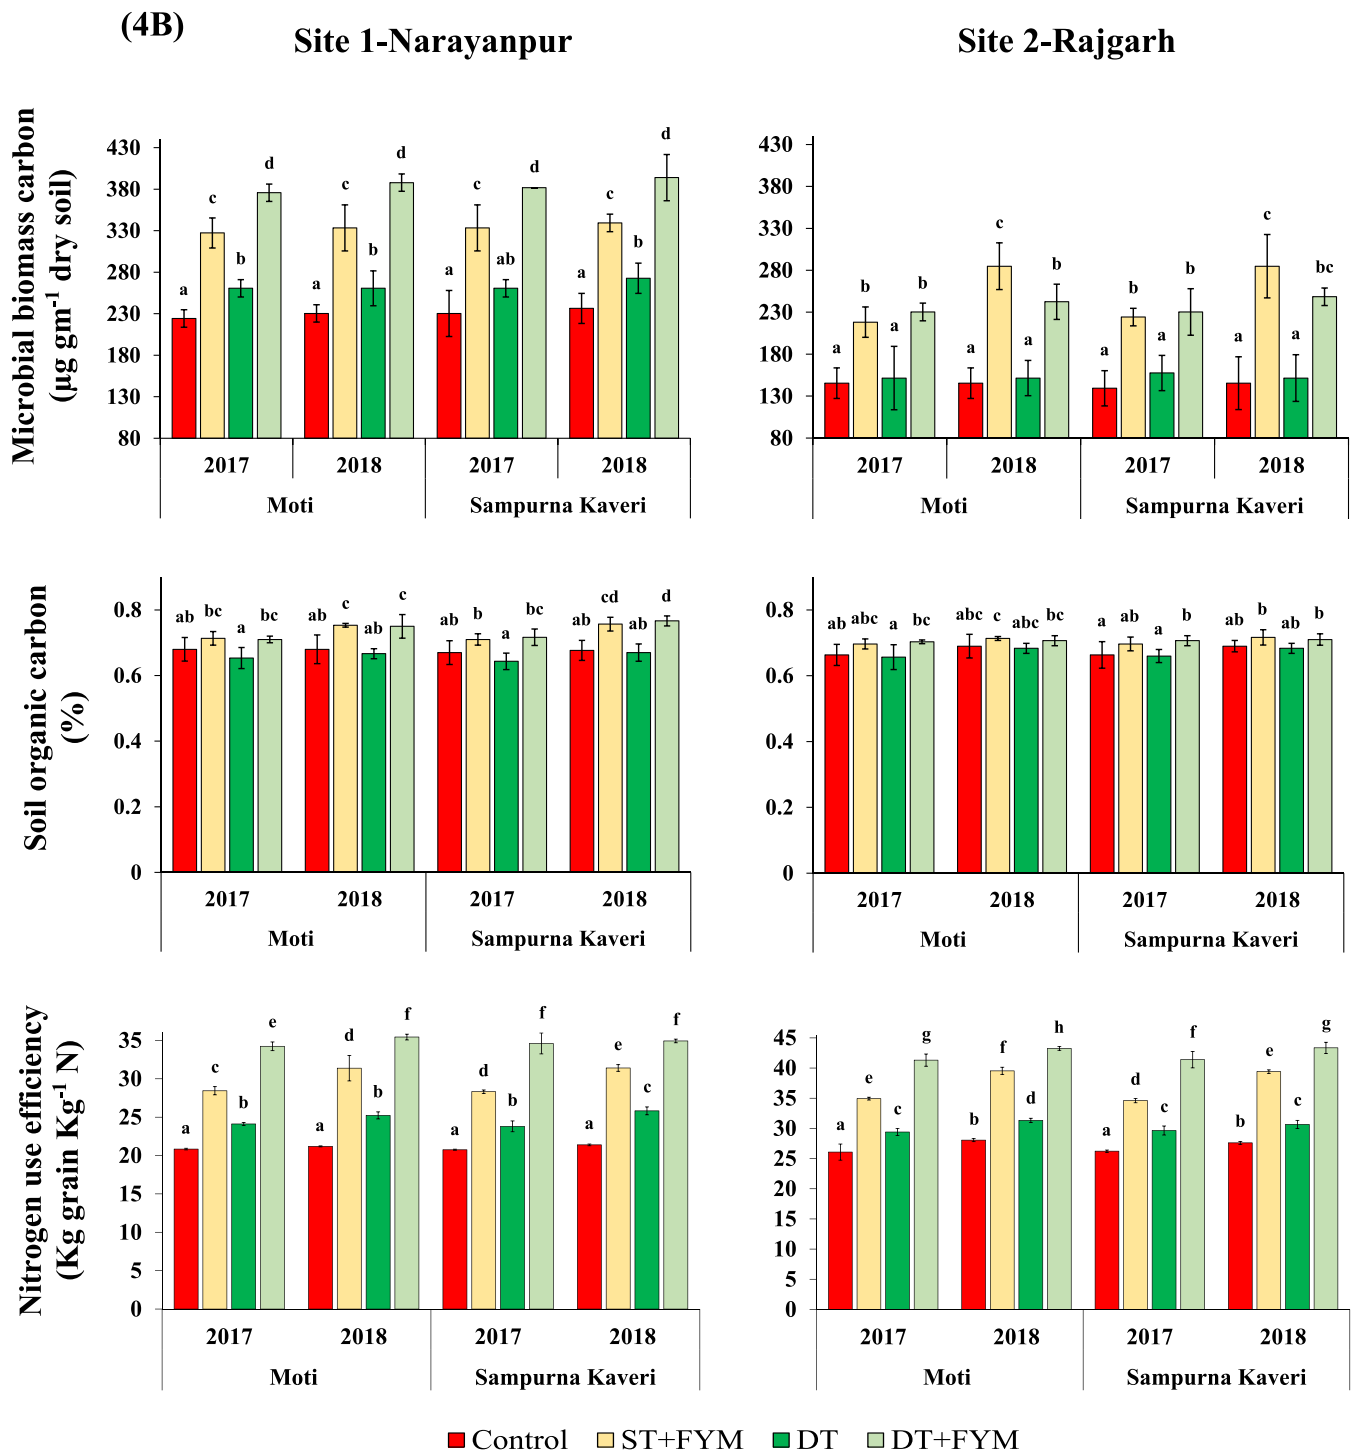 (4B)
Site 1-Narayanpur
Site 2-Rajgarh
Microbial biomass carbon
(µg gm⁻¹ dry soil)
430
380
330
280
230
180
130
80
a c b d a c b d a c ab d a c b d
2017 2018 2017 2018
Moti Sampurna Kaveri
430
380
330
280
230
180
130
80
a b a b a c a b a b a b a c a bc
2017 2018 2017 2018
Moti Sampurna Kaveri
Soil organic carbon
(%)
0.8
0.6
0.4
0.2
0
ab bc a bc ab c ab c ab b a bc ab cd ab d
2017 2018 2017 2018
Moti Sampurna Kaveri
0.8
0.6
0.4
0.2
0
ab abc a bc abc c abc bc a ab a b ab b ab b
2017 2018 2017 2018
Moti Sampurna Kaveri
Nitrogen use efficiency
(Kg grain Kg⁻¹ N)
35
30
25
20
15
10
5
0
a c b e a d b f a d b f a e c f
2017 2018 2017 2018
Moti Sampurna Kaveri
45
40
35
30
25
20
15
10
5
0
a e c g b f d h a d c f b e c g
2017 2018 2017 2018
Moti Sampurna Kaveri
Control ST+FYM DT DT+FYM